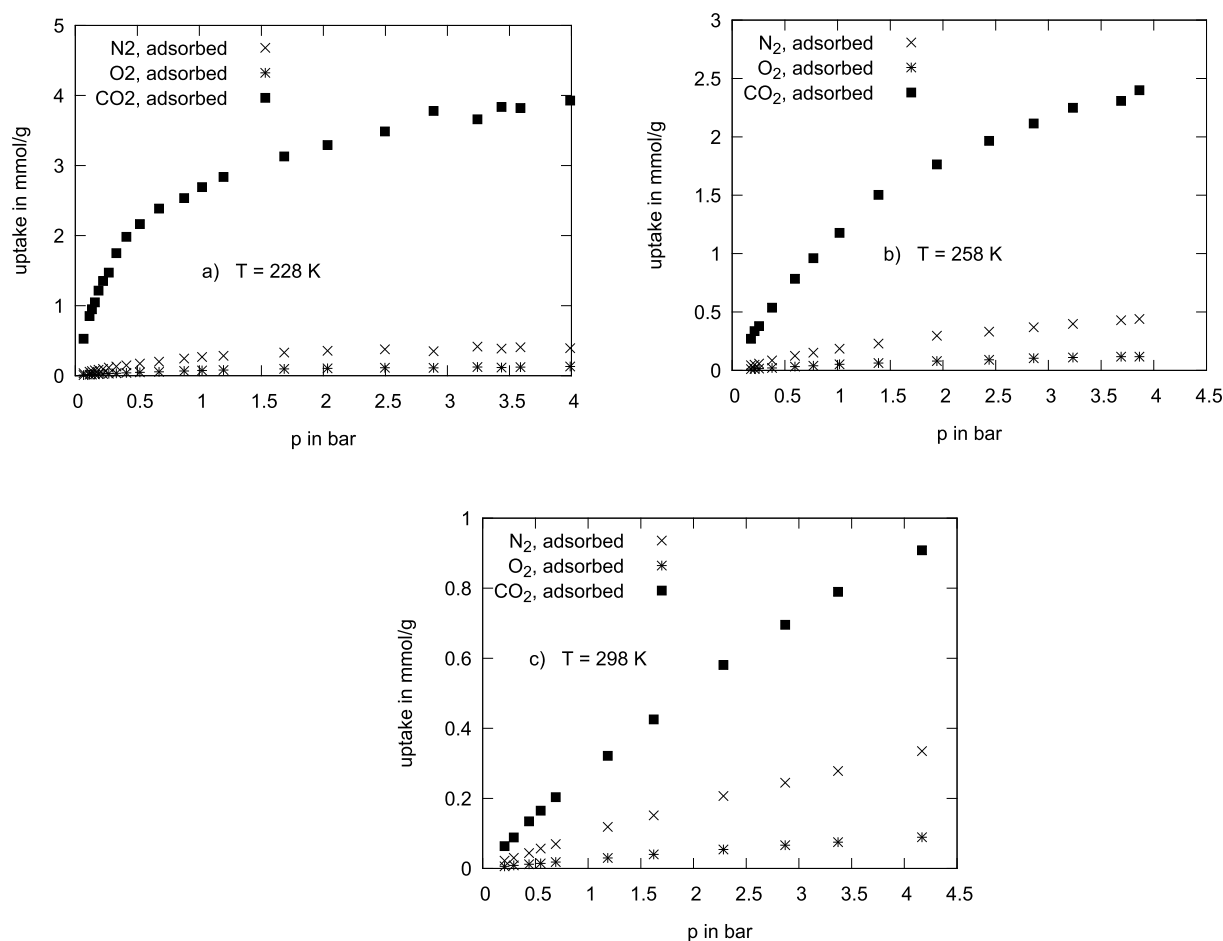 5
4
3
2
1
0
uptake in mmol/g
N2, adsorbed
O2, adsorbed
CO2, adsorbed
a) T = 228 K
0 0.5 1 1.5 2 2.5 3 3.5 4
p in bar
3
2.5
2
1.5
1
0.5
0
uptake in mmol/g
N2, adsorbed
O2, adsorbed
CO2, adsorbed
b) T = 258 K
0 0.5 1 1.5 2 2.5 3 3.5 4 4.5
p in bar
1
0.8
0.6
0.4
0.2
0
uptake in mmol/g
N2, adsorbed
O2, adsorbed
CO2, adsorbed
c) T = 298 K
0 0.5 1 1.5 2 2.5 3 3.5 4 4.5
p in bar